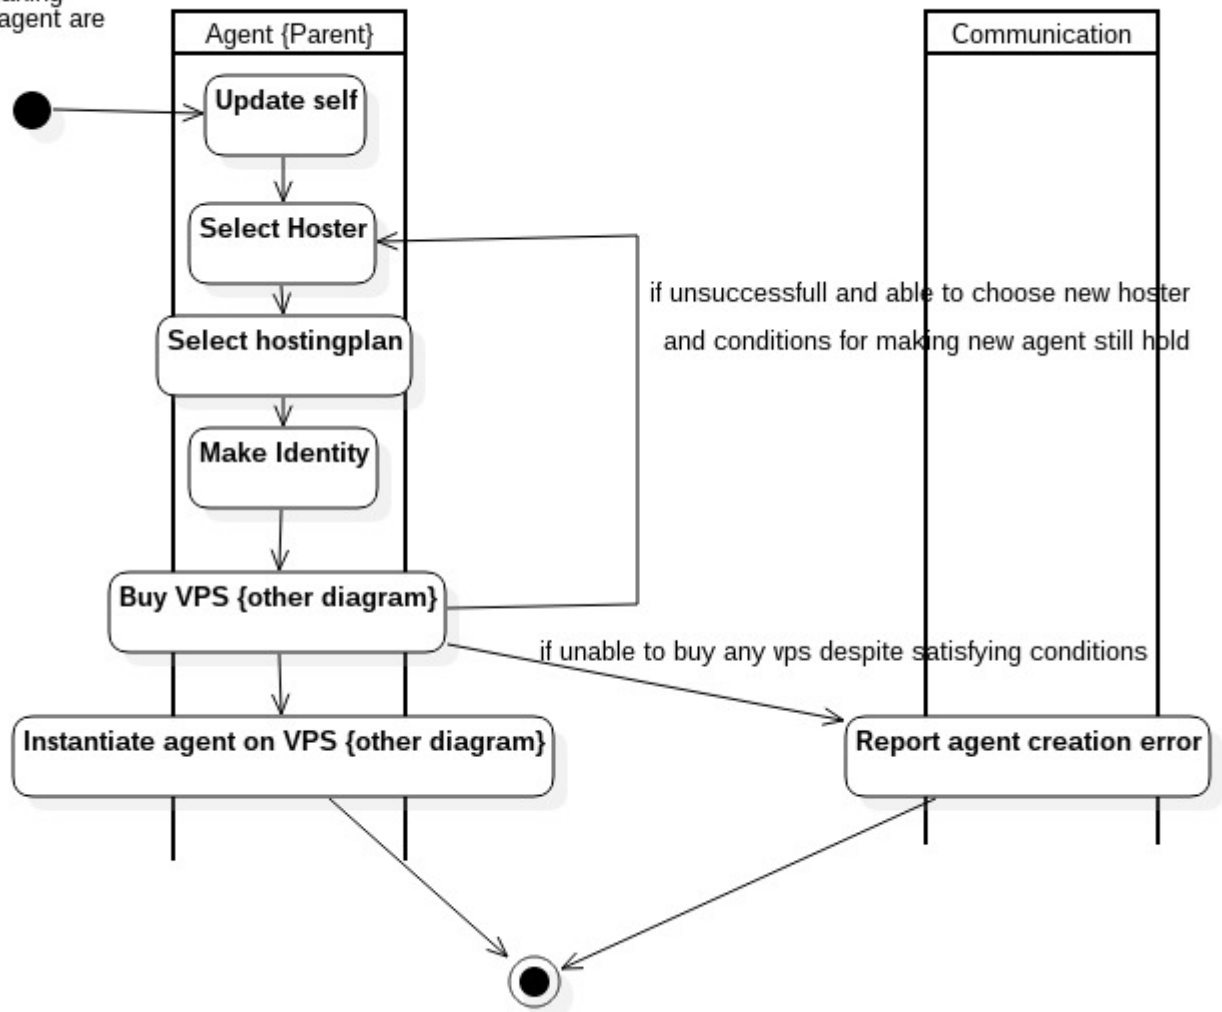 agent are
Agent {Parent}
Communication
Update self
Select Hoster
if unsuccessfull and able to choose new hoster
Select hostingplan
and conditions for making new agent still hold
Make Identity
Buy VPS {other diagram}
if unable to buy any vps despite satisfying conditions
Instantiate agent on VPS {other diagram}
Report agent creation error